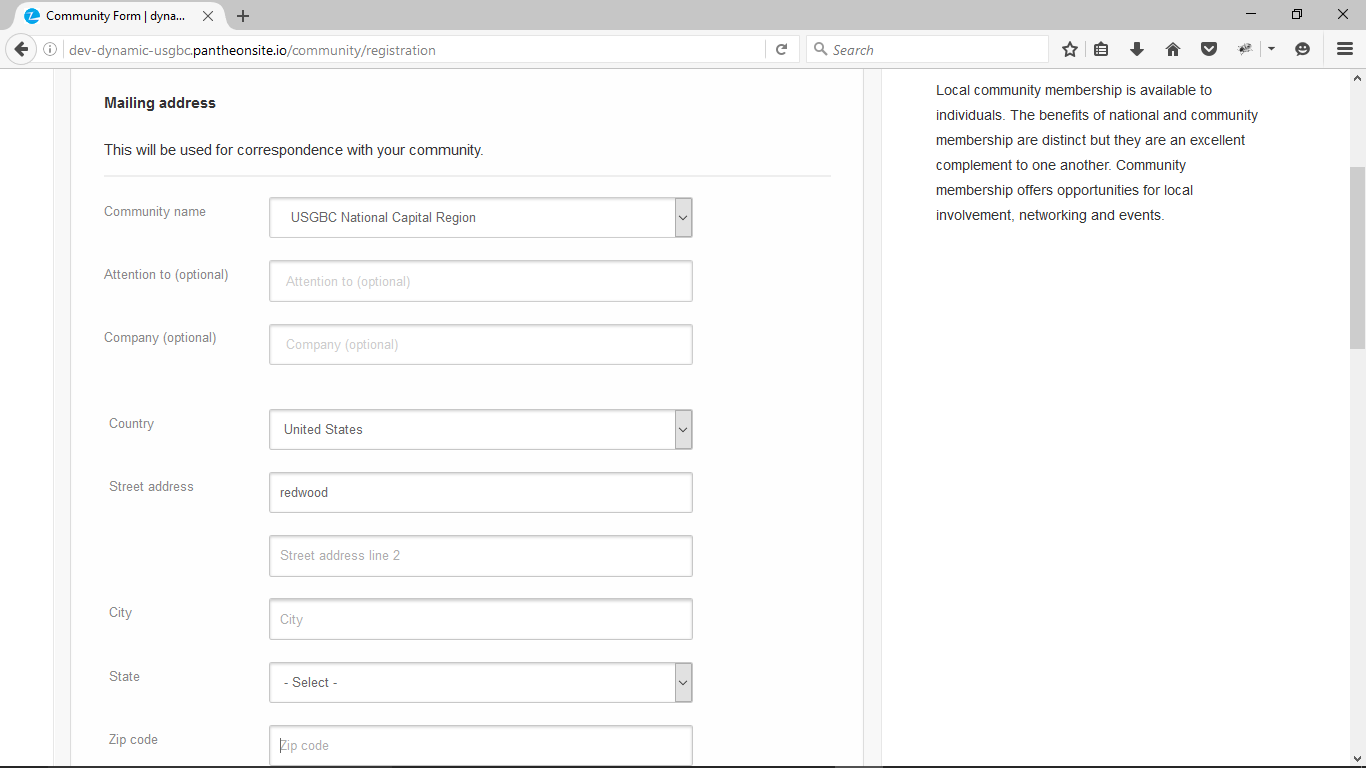 Community Form | dyna...
dev-dynamic-usgbc.pantheonsite.io/community/registration
Search
Mailing address
This will be used for correspondence with your community.
Community name
USGBC National Capital Region
Attention to (optional)
Attention to (optional)
Company (optional)
Company (optional)
Country
United States
Street address
redwood
Street address line 2
City
City
State
- Select -
Zip code
Zip code
Local community membership is available to
individuals. The benefits of national and community
membership are distinct but they are an excellent
complement to one another. Community
membership offers opportunities for local
involvement, networking and events.